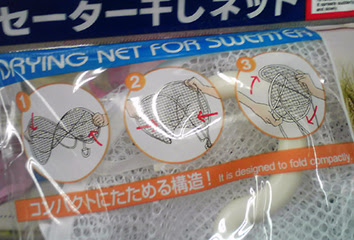 セーター干しネット
DRYING NET FOR SWEATER
1
2
3
コンパクトにたためる構造！ It is designed to fold compactly